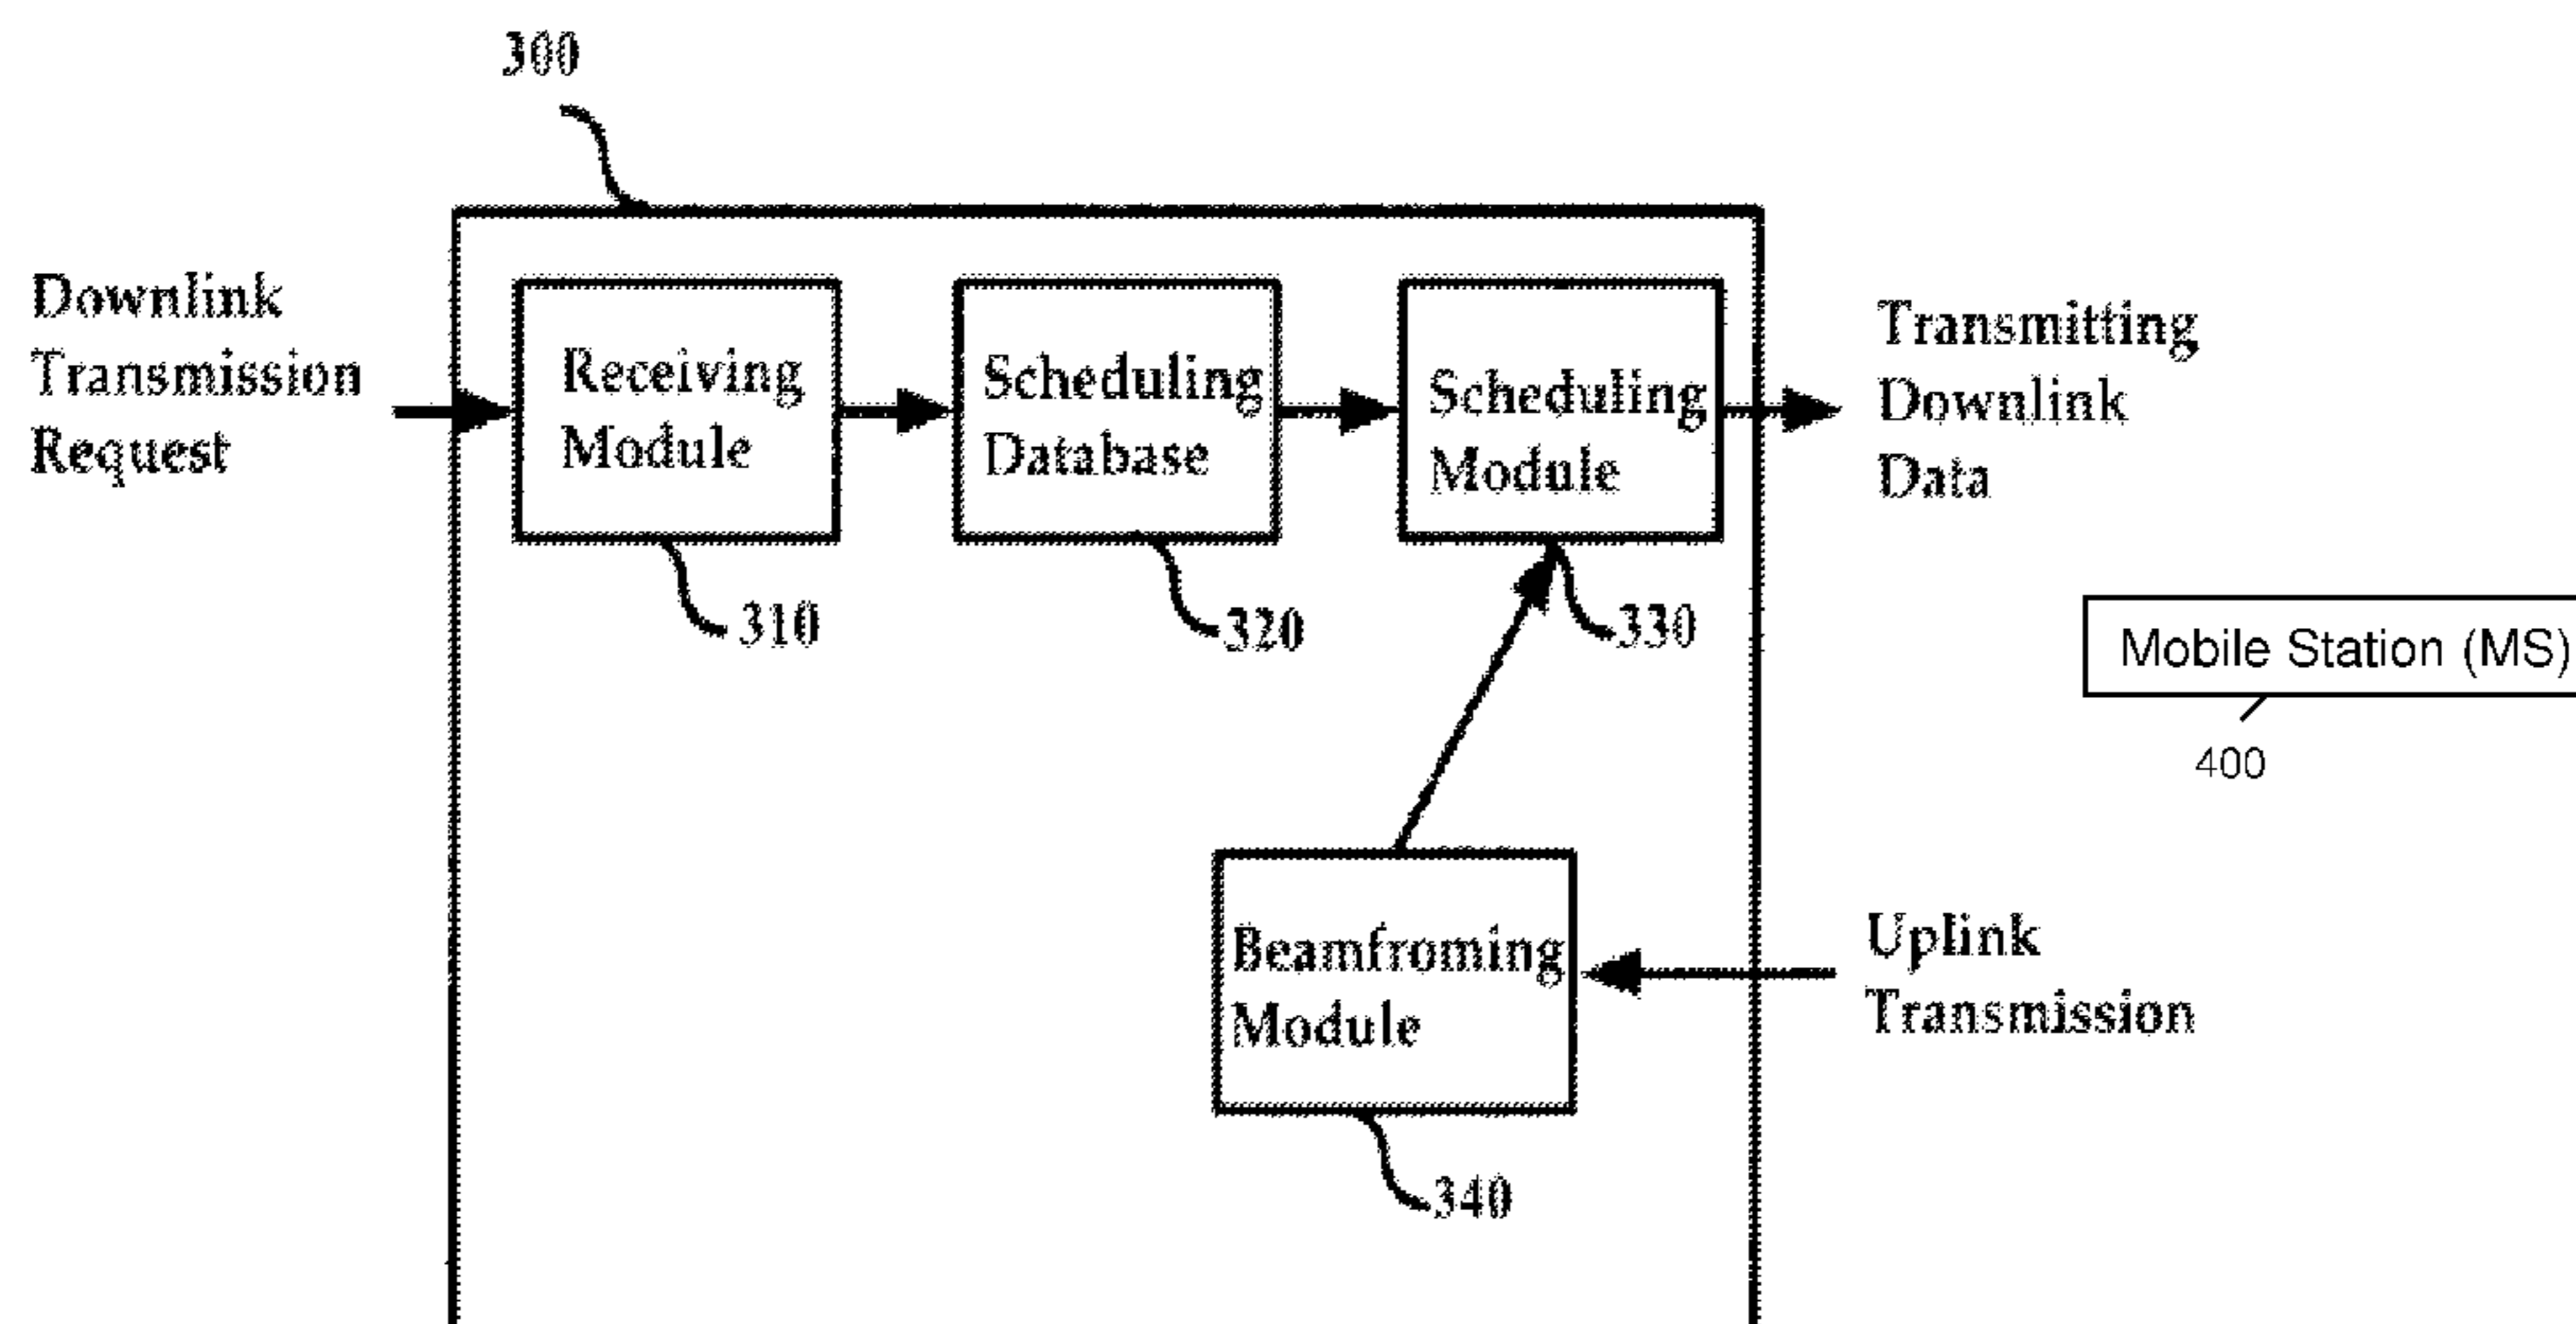 300
Downlink
Transmission
Request
Receiving
Module
Scheduling
Database
Scheduling
Module
Transmitting
Downlink
Data
310
320
330
Mobile Station (MS)
400
Beamfroming
Module
Uplink
Transmission
340